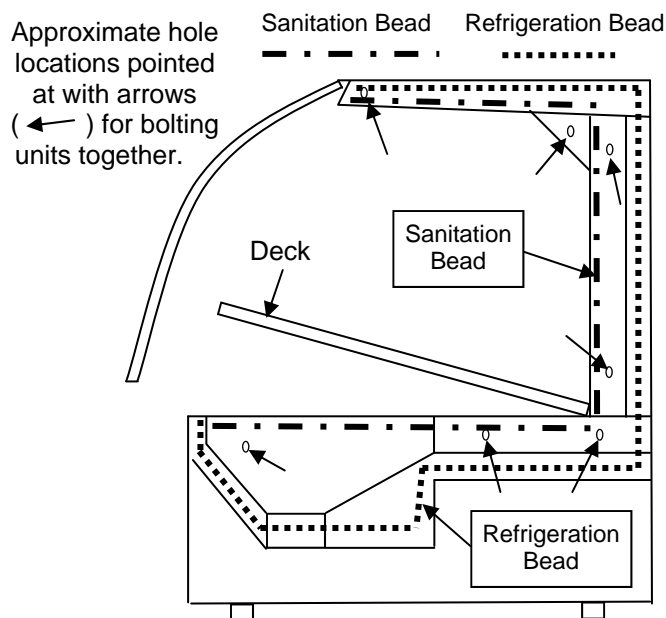 Approximate hole
locations pointed
at with arrows
( ← ) for bolting
units together.
Sanitation Bead
Refrigeration Bead
Sanitation
Bead
Deck
Refrigeration
Bead